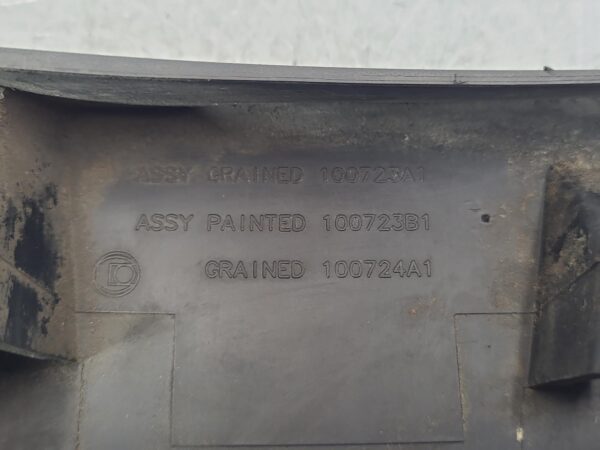 ASSY GRAINED 100723A1
ASSY PAINTED 100723B1
GRAINED 100724A1